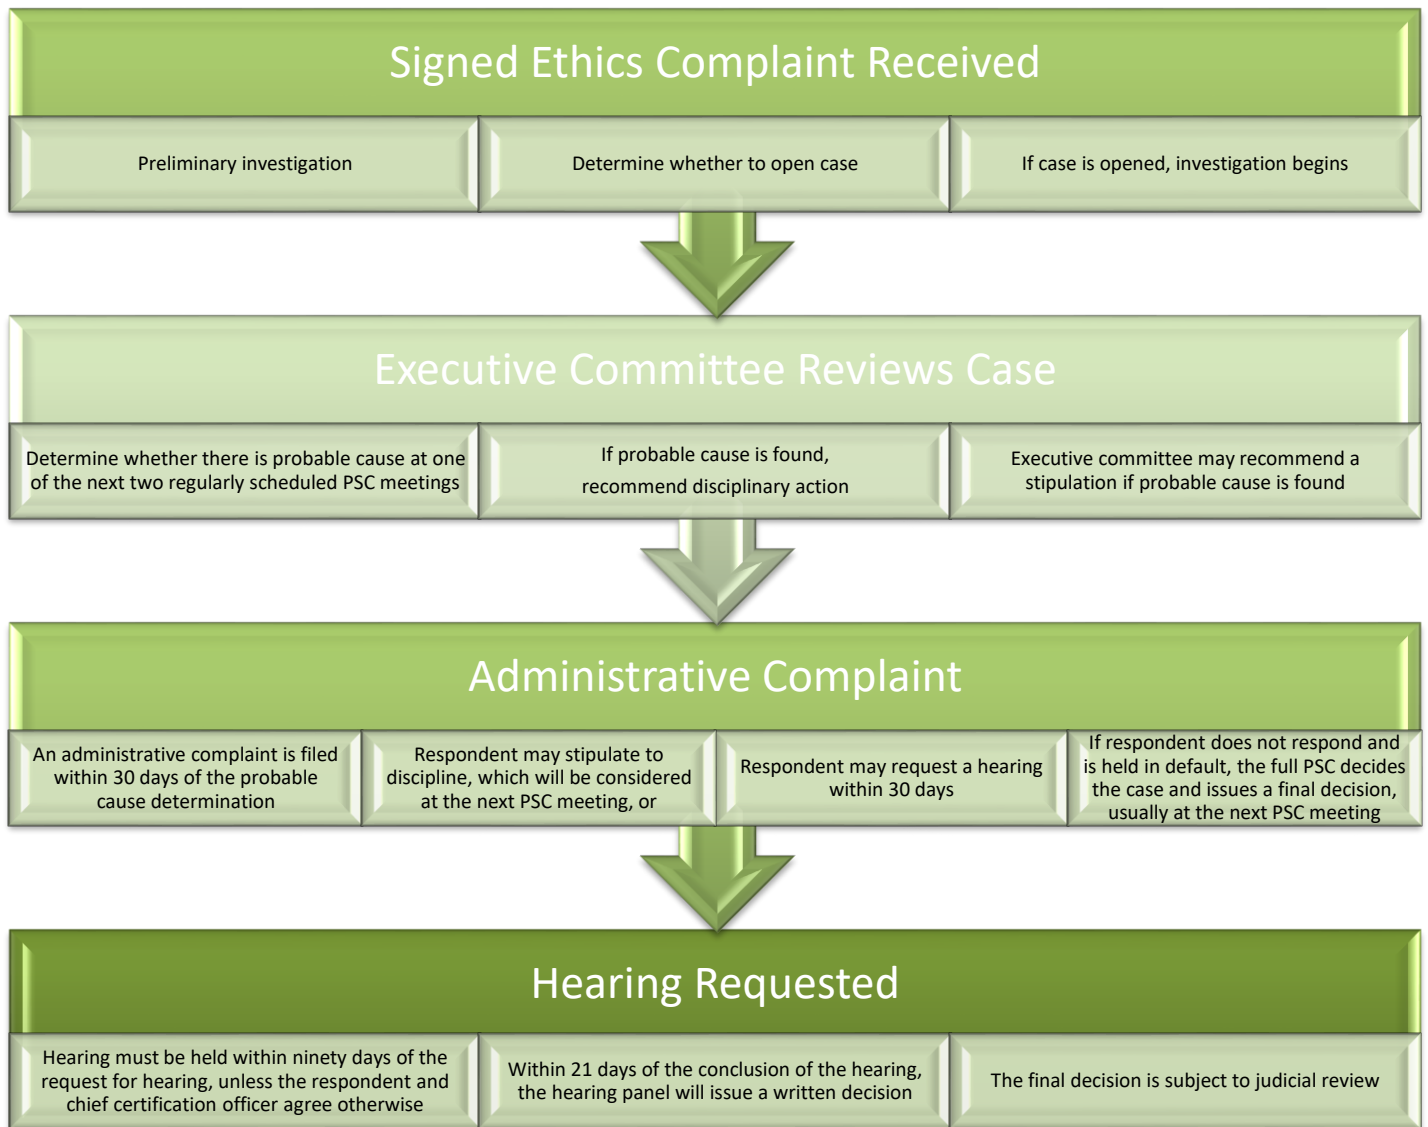 Signed Ethics Complaint Received
Preliminary investigation
Determine whether to open case
If case is opened, investigation begins
Executive Committee Reviews Case
Determine whether there is probable cause at one
of the next two regularly scheduled PSC meetings
If probable cause is found,
recommend disciplinary action
Executive committee may recommend a
stipulation if probable cause is found
Administrative Complaint
An administrative complaint is filed
within 30 days of the probable
cause determination
Respondent may stipulate to
discipline, which will be considered
at the next PSC meeting, or
Respondent may request a hearing
within 30 days
If respondent does not respond and
is held in default, the full PSC decides
the case and issues a final decision,
usually at the next PSC meeting
Hearing Requested
Hearing must be held within ninety days of the
request for hearing, unless the respondent and
chief certification officer agree otherwise
Within 21 days of the conclusion of the hearing,
the hearing panel will issue a written decision
The final decision is subject to judicial review